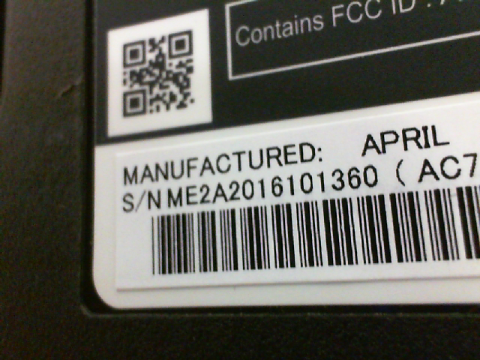 Contains FCC ID :
MANUFACTURED: APRIL
S/N ME2A2016101360 ( AC7